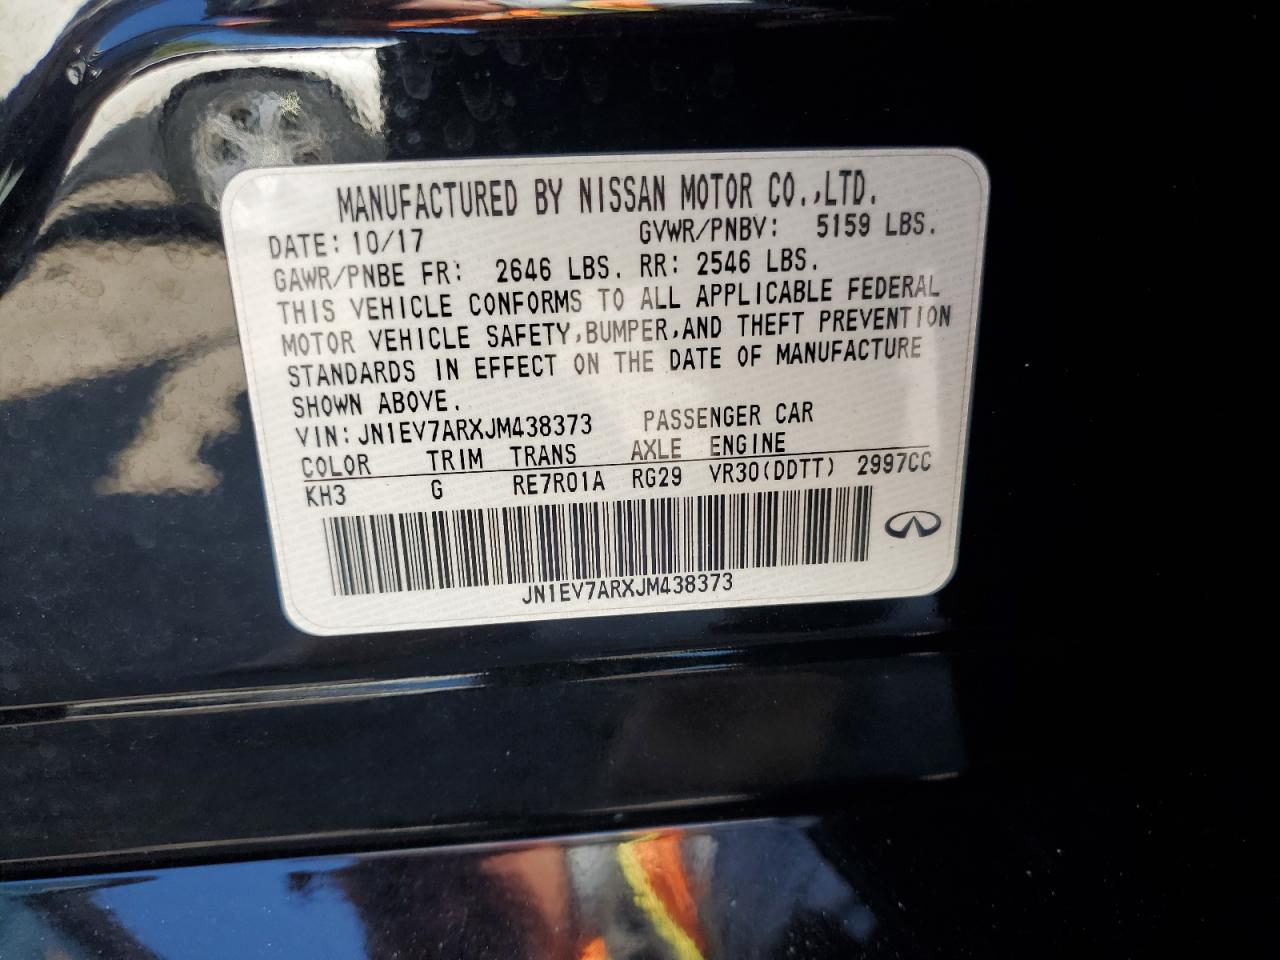 MANUFACTURED BY NISSAN MOTOR CO.,LTD.
DATE: 10/17 GVWR/PNBV: 5159 LBS.
GAWR/PNBE FR: 2646 LBS. RR: 2546 LBS.
THIS VEHICLE CONFORMS TO ALL APPLICABLE FEDERAL
MOTOR VEHICLE SAFETY,BUMPER,AND THEFT PREVENTION
STANDARDS IN EFFECT ON THE DATE OF MANUFACTURE
SHOWN ABOVE.
VIN:JN1EV7ARXJM438373 PASSENGER CAR
COLOR TRIM TRANS AXLE ENGINE
KH3 G RE7R01A RG29 VR30(DDTT) 2997CC
JN1EV7ARXJM438373